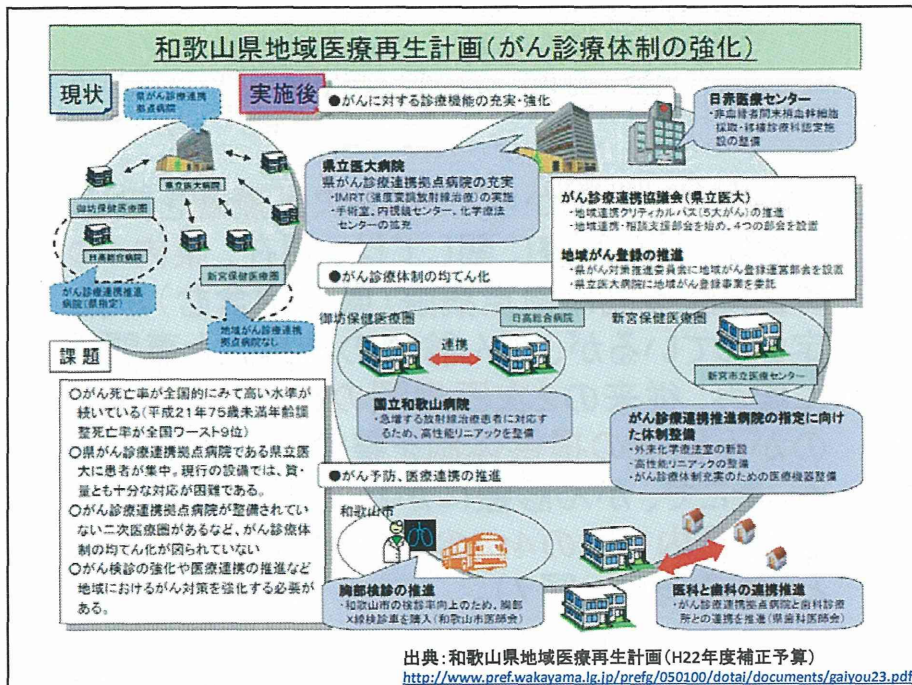 和歌山県地域医療再生計画(がん診療体制の強化)
現状
県がん診療連携
拠点病院
県立医大病院
御坊保健医療圏
日高総合病院
新宮保健医療圏
がん診療連携推進
病院(県指定)
地域がん診療連携
拠点病院なし
課題
○がん死亡率が全国的にみて高い水準が
続いている(平成21年75歳未満年齢調
整死亡率が全国ワースト9位)
○県がん診療連携拠点病院である県立医
大に患者が集中。現行の設備では、質・
量とも十分な対応が困難である。
○がん診療連携拠点病院が整備されてい
ない二次医療圏があるなど、がん診療体
制の均てん化が図られていない
○がん検診の強化や医療連携の推進など
地域におけるがん対策を強化する必要が
ある。
実施後
●がんに対する診療機能の充実・強化
日赤医療センター
・非血縁者間末梢血幹細胞
採取・移植診療科認定施
設の整備
県立医大病院
県がん診療連携拠点病院の充実
・IMRT(強度変調放射線治療)の実施
・手術室、内視鏡センター、化学療法
センターの拡充
がん診療連携協議会(県立医大)
・地域連携クリティカルパス(5大がん)の推進
・地域連携・相談支援部会を始め、4つの部会を設置
地域がん登録の推進
・県がん対策推進委員会に地域がん登録運営部会を設置
・県立医大病院に地域がん登録事業を委託
●がん診療体制の均てん化
御坊保健医療圏
日高総合病院
連携
新宮保健医療圏
新宮市立医療センター
国立和歌山病院
・急増する放射線治療患者に対応す
るため、高性能リニアックを整備
がん診療連携推進病院の指定に向け
た体制整備
・外来化学療法室の新設
・高性能リニアックの整備
・がん診療体制充実のための医療機器整備
●がん予防、医療連携の推進
和歌山市
胸部検診の推進
・和歌山市の検診率向上のため、胸部
X線検診車を購入(和歌山市医師会)
医科と歯科の連携推進
・がん診療連携拠点病院と歯科診療
所との連携を推進(県歯科医師会)
出典:和歌山県地域医療再生計画(H22年度補正予算)
http://www.pref.wakayama.lg.jp/prefg/050100/dotai/documents/gaiyou23.pdf